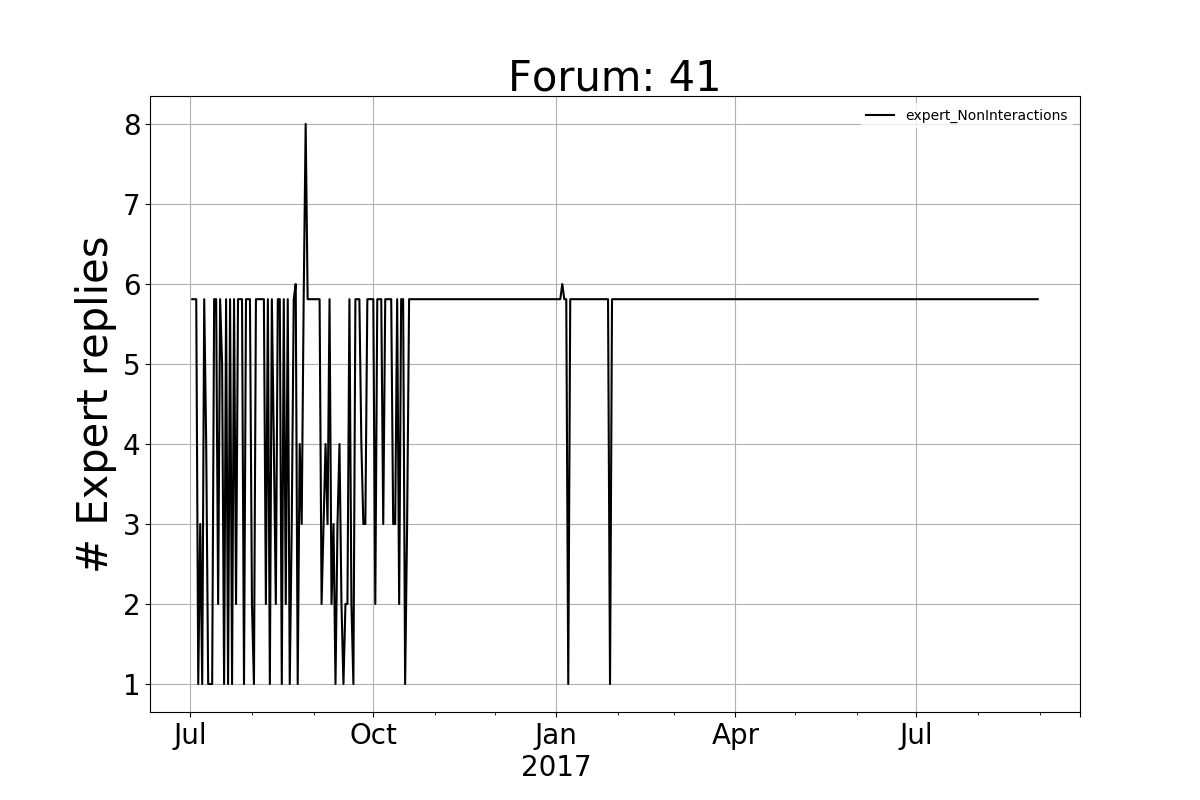 Forum: 41
expert_NonInteractions
# Expert replies
8
7
6
5
4
3
2
1
Jul
Oct
Jan
2017
Apr
Jul